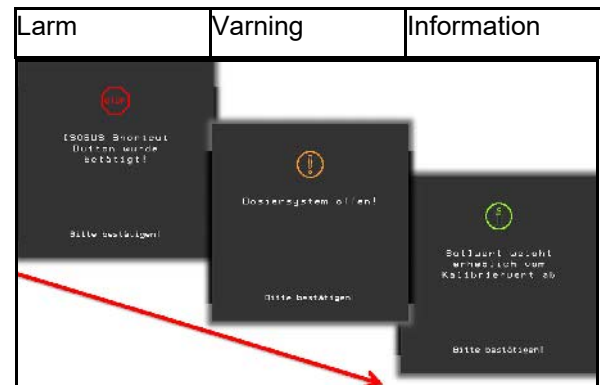 Larm
Varning
Information
STOP
ISOBUS Shortcut
Button wurde
betätigt!
Bitte bestätigen!
Dosiersystem offen!
Bitte bestätigen
Sollwert weicht
erheblich vom
Kalibrierwert ab
Bitte bestätigen!